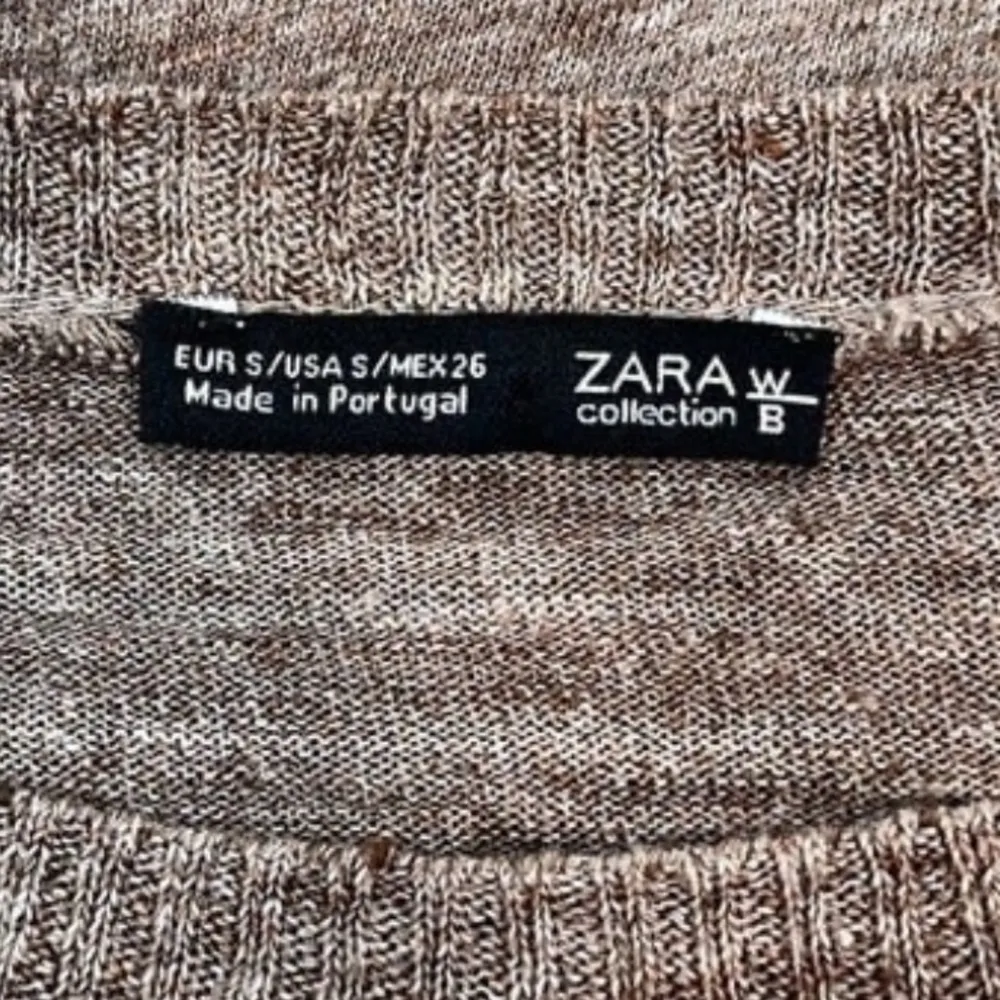 EUR S/USA S/MEX 26
Made in Portugal
ZARA W/B
collection